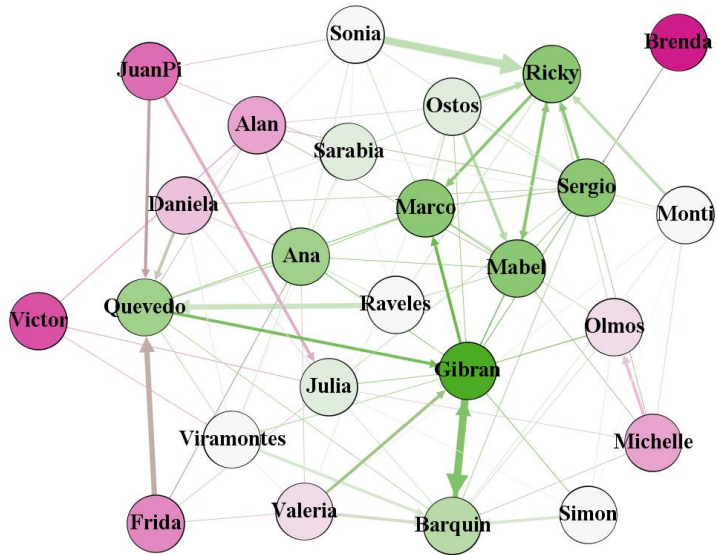 Sonia
Brenda
JuanPi
Ricky
Ostos
Alan
Sarabia
Sergio
Daniela
Marco
Monti
Ana
Mabel
Quevedo
Raveles
Victor
Olmos
Gibran
Julia
Viramontes
Michelle
Valeria
Frida
Barquin
Simon